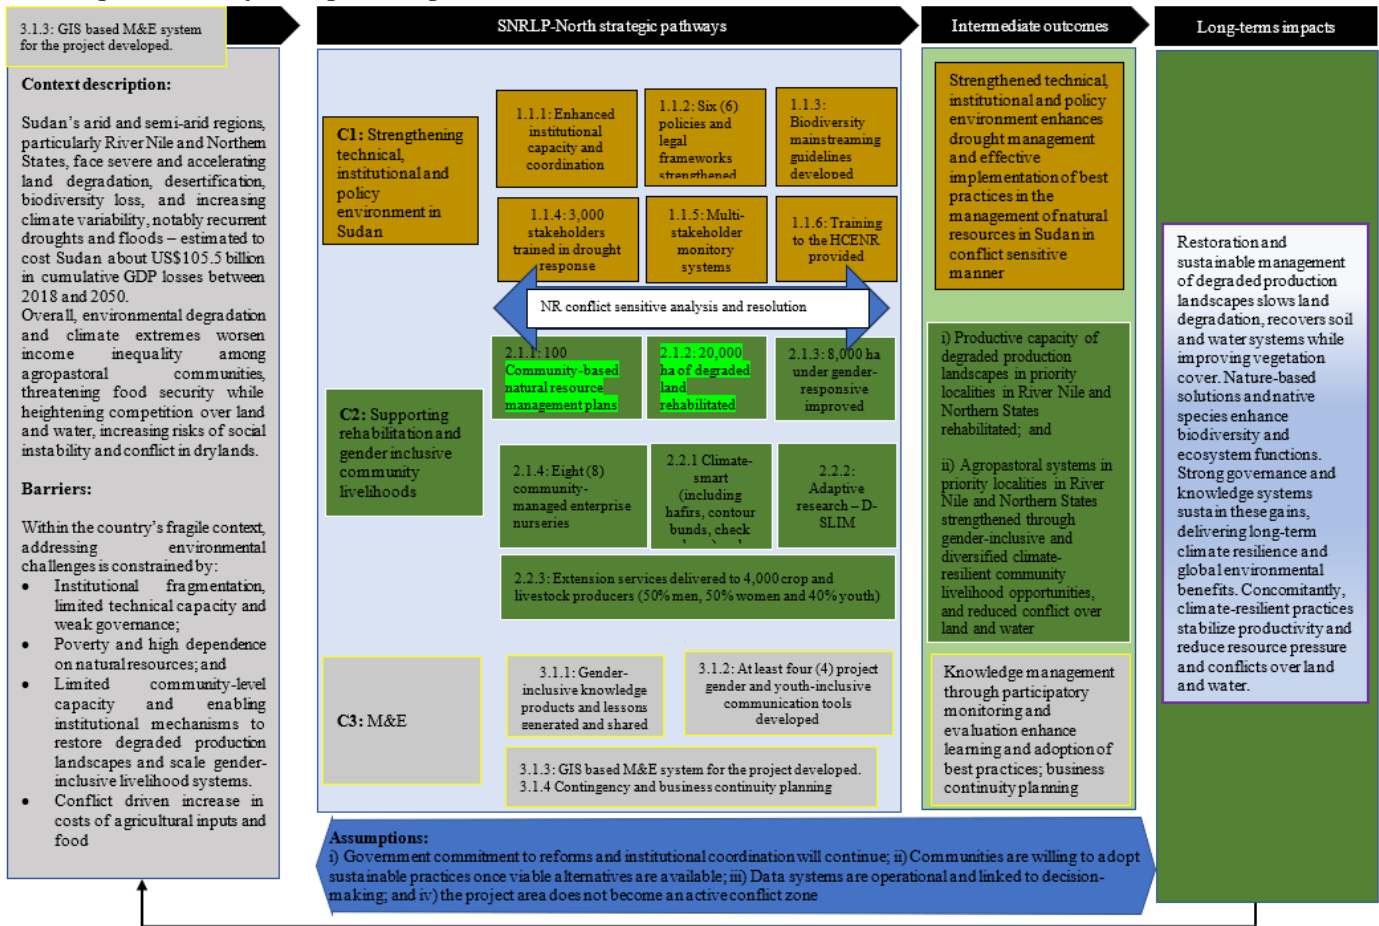 3.1.3: GIS based M&E system
for the project developed.
SNRLP-North strategic pathways
Intermediate outcomes
Long-terms impacts
Context description:
Sudan’s arid and semi-arid regions,
particularly River Nile and Northern
States, face severe and accelerating
land degradation, desertification,
biodiversity loss, and increasing
climate variability, notably recurrent
droughts and floods – estimated to
cost Sudan about US$105.5 billion
in cumulative GDP losses between
2018 and 2050.
Overall, environmental degradation
and climate extremes worsen
income inequality among
agropastoral communities,
threatening food security while
heightening competition over land
and water, increasing risks of social
instability and conflict in drylands.
Barriers:
Within the country’s fragile context,
addressing environmental
challenges is constrained by:
• Institutional fragmentation,
limited technical capacity and
weak governance;
• Poverty and high dependence
on natural resources; and
• Limited community-level
capacity and enabling
institutional mechanisms to
restore degraded production
landscapes and scale gender-
inclusive livelihood systems.
• Conflict driven increase in
costs of agricultural inputs and
food
C1: Strengthening
technical,
institutional and
policy
environment in
Sudan
1.1.1: Enhanced
institutional
capacity and
coordination
1.1.2: Six (6)
policies and
legal
frameworks
strengthened
1.1.3:
Biodiversity
mainstreaming
guidelines
developed
1.1.4: 3,000
stakeholders
trained in drought
response
1.1.5: Multi-
stakeholder
monitory
systems
1.1.6: Training
to the HCENR
provided
NR conflict sensitive analysis and resolution
C2: Supporting
rehabilitation and
gender inclusive
community
livelihoods
2.1.1: 100
Community-based
natural resource
management plans
2.1.2: 20,000
ha of degraded
land
rehabilitated
2.1.3: 8,000 ha
under gender-
responsive
improved
2.1.4: Eight (8)
community-
managed enterprise
nurseries
2.2.1 Climate-
smart
(including
hafirs, contour
bunds, check
2.2.2:
Adaptive
research – D-
SLIM
2.2.3: Extension services delivered to 4,000 crop and
livestock producers (50% men, 50% women and 40% youth)
C3: M&E
3.1.1: Gender-
inclusive knowledge
products and lessons
generated and shared
3.1.2: At least four (4) project
gender and youth-inclusive
communication tools
developed
3.1.3: GIS based M&E system for the project developed.
3.1.4 Contingency and business continuity planning
Strengthened technical,
institutional and policy
environment enhances
drought management
and effective
implementation of best
practices in the
management of natural
resources in Sudan in
conflict sensitive
manner
i) Productive capacity of
degraded production
landscapes in priority
localities in River Nile and
Northern States
rehabilitated; and
ii) Agropastoral systems in
priority localities in River
Nile and Northern States
strengthened through
gender-inclusive and
diversified climate-
resilient community
livelihood opportunities,
and reduced conflict over
land and water
Knowledge management
through participatory
monitoring and
evaluation enhance
learning and adoption of
best practices; business
continuity planning
Restoration and
sustainable management
of degraded production
landscapes slows land
degradation, recovers soil
and water systems while
improving vegetation
cover. Nature-based
solutions and native
species enhance
biodiversity and
ecosystem functions.
Strong governance and
knowledge systems
sustain these gains,
delivering long-term
climate resilience and
global environmental
benefits. Concomitantly,
climate-resilient practices
stabilize productivity and
reduce resource pressure
and conflicts over land
and water.
Assumptions:
i) Government commitment to reforms and institutional coordination will continue; ii) Communities are willing to adopt
sustainable practices once viable alternatives are available; iii) Data systems are operational and linked to decision-
making; and iv) the project area does not become an active conflict zone